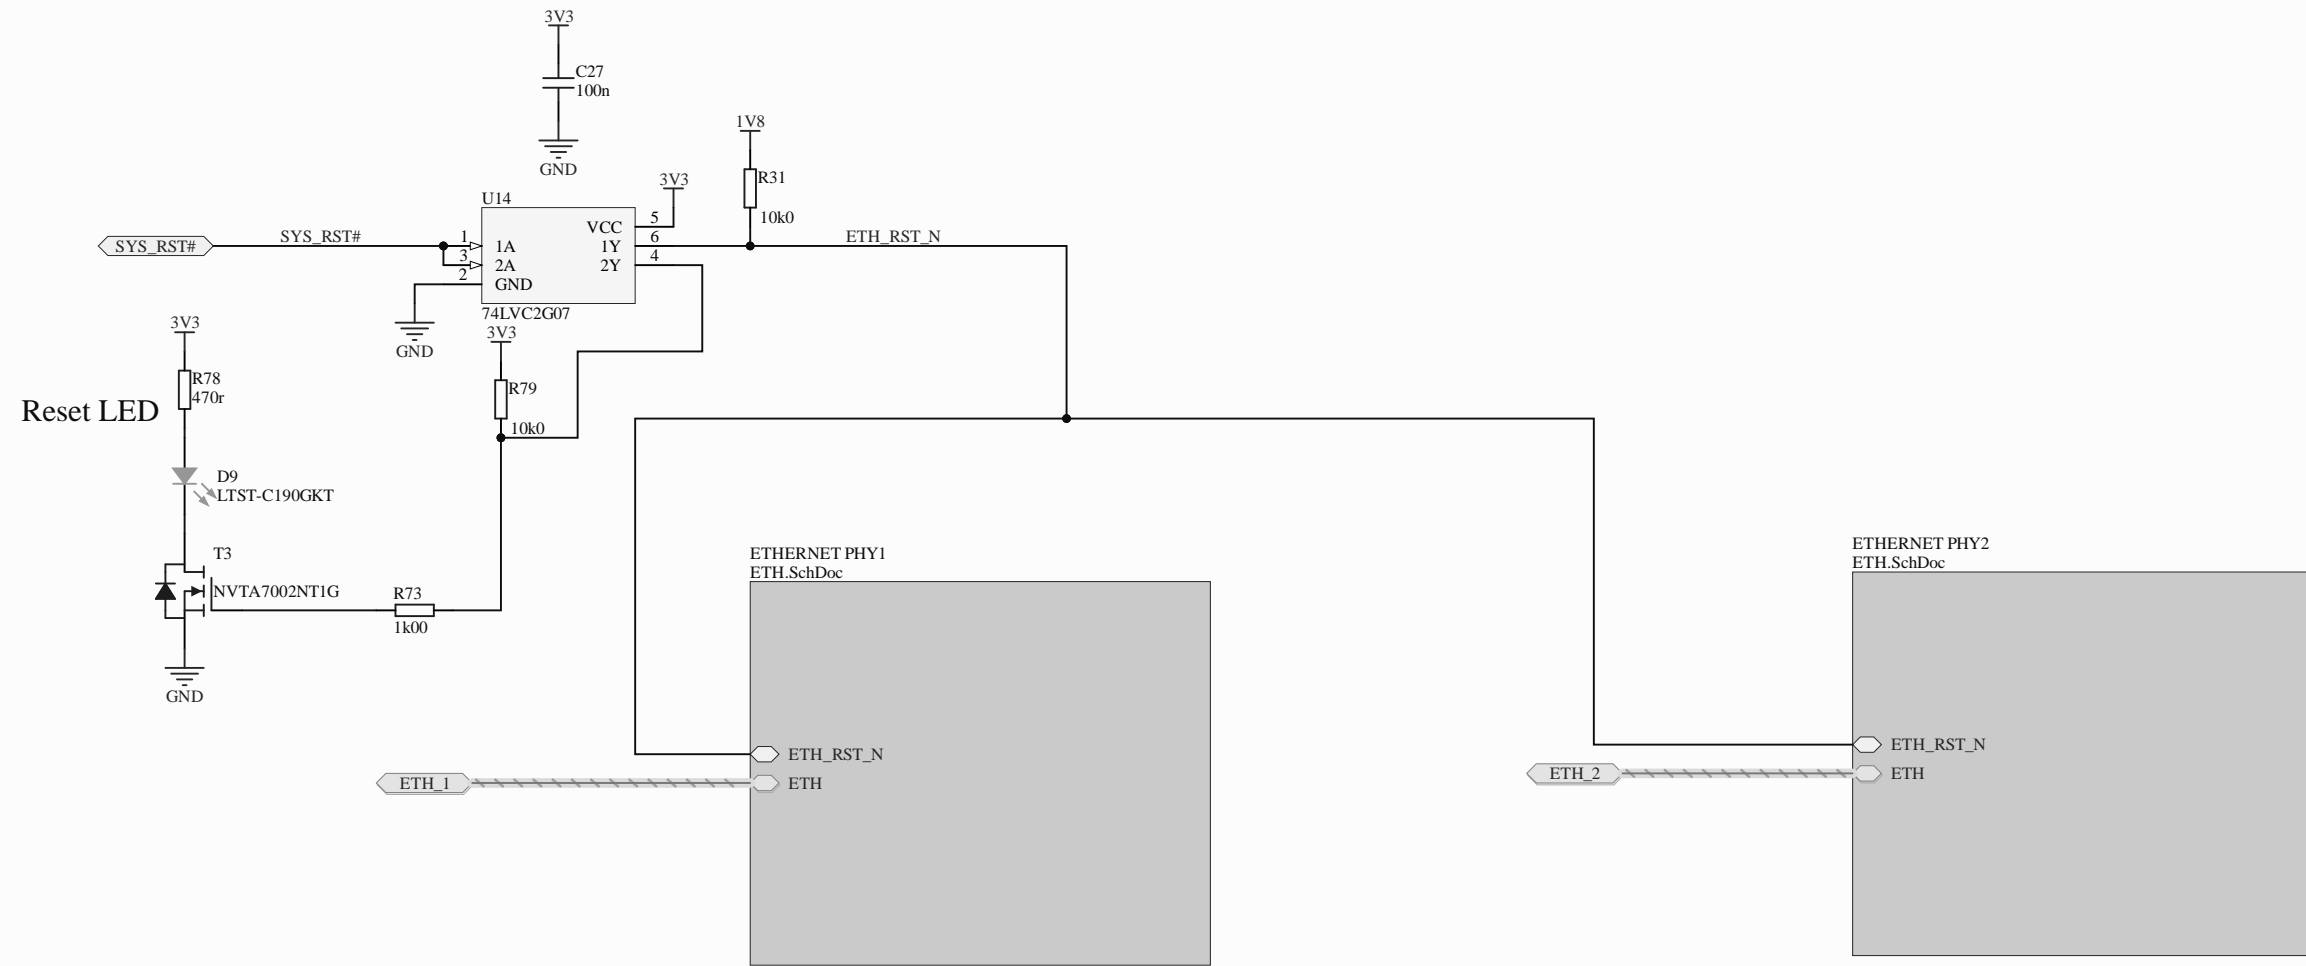 3V3
C27
100n
GND
1V8
R31
10k0
3V3
U14
VCC
5
SYS_RST#
SYS_RST#
1
1A
1Y
6
ETH_RST_N
3
2A
2Y
4
2
GND
74LVC2G07
GND
3V3
R79
10k0
3V3
R78
470r
Reset LED
D9
LTST-C190GKT
T3
NVTA7002NT1G
R73
1k00
GND
ETHERNET PHY1
ETH.SchDoc
ETH_RST_N
ETH_1
ETH
ETHERNET PHY2
ETH.SchDoc
ETH_RST_N
ETH_2
ETH